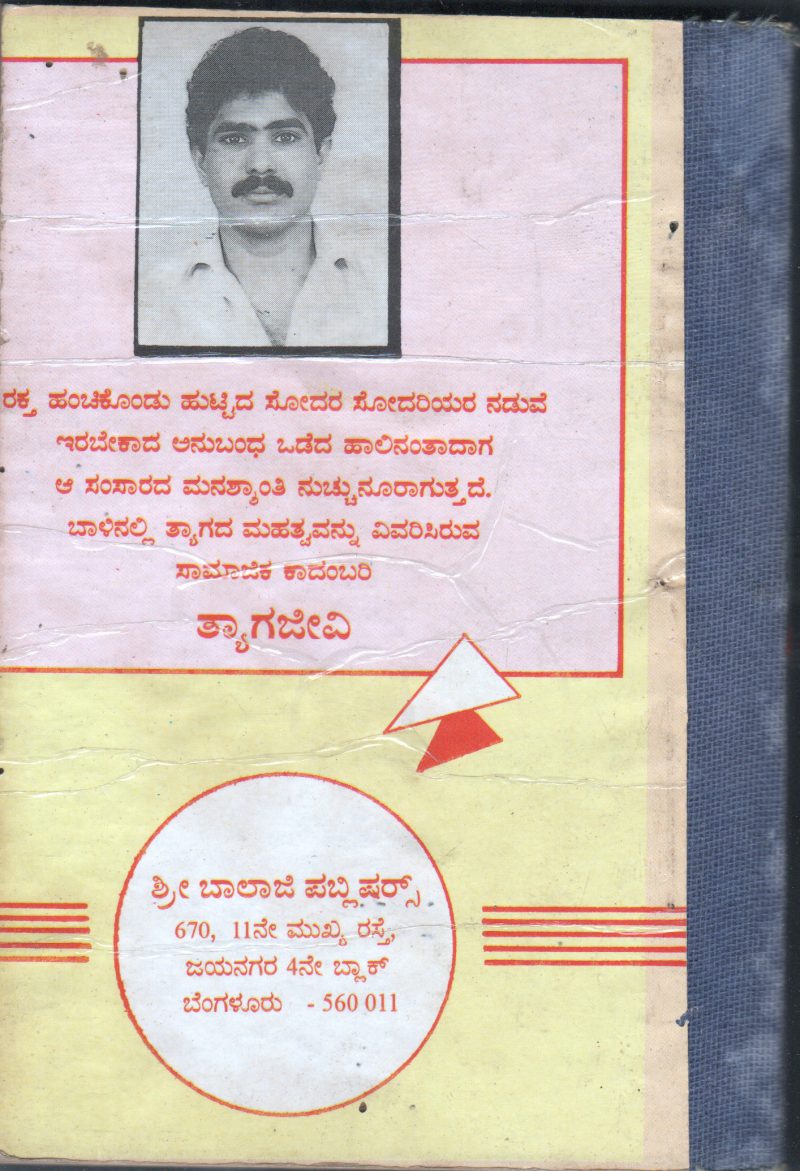 ರಕ್ತ ಹಂಚಿಕೊಂಡು ಹುಟ್ಟಿದ ಸೋದರ ಸೋದರಿಯರ ನಡುವೆ
ಇರಬೇಕಾದ ಅನುಬಂಧ ಒಡೆದ ಹಾಲಿನಂತಾದಾಗ
ಆ ಸಂಸಾರದ ಮನಶ್ಶಾಂತಿ ನುಚ್ಚುನೂರಾಗುತ್ತದೆ.
ಬಾಳಿನಲ್ಲಿ ತ್ಯಾಗದ ಮಹತ್ವವನ್ನು ವಿವರಿಸಿರುವ
ಸಾಮಾಜಿಕ ಕಾದಂಬರಿ
ತ್ಯಾಗಜೀವಿ
ಶ್ರೀ ಬಾಲಾಜಿ ಪಬ್ಲಿಷರ್ಸ್
670, 11ನೇ ಮುಖ್ಯ ರಸ್ತೆ,
ಜಯನಗರ 4ನೇ ಬ್ಲಾಕ್
ಬೆಂಗಳೂರು - 560 011